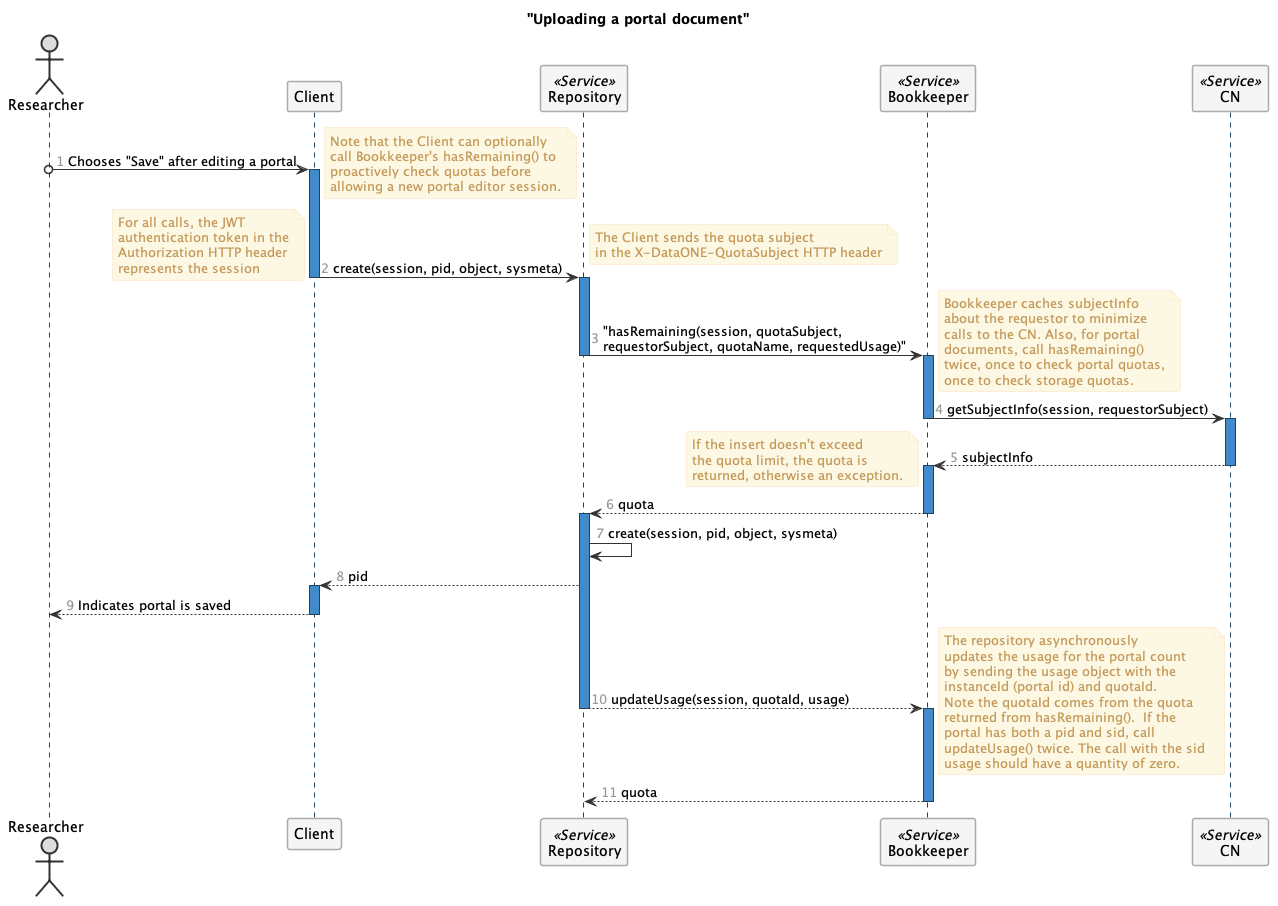 "Uploading a portal document"
Researcher
Client
«Service»
Repository
«Service»
Bookkeeper
«Service»
CN
Note that the Client can optionally
call Bookkeeper's hasRemaining() to
proactively check quotas before
allowing a new portal editor session.
1 Chooses "Save" after editing a portal
For all calls, the JWT
authentication token in the
Authorization HTTP header
represents the session
The Client sends the quota subject
in the X-DataONE-QuotaSubject HTTP header
2 create(session, pid, object, sysmeta)
Bookkeeper caches subjectInfo
about the requestor to minimize
calls to the CN. Also, for portal
documents, call hasRemaining()
twice, once to check portal quotas,
once to check storage quotas.
3 "hasRemaining(session, quotaSubject,
requestorSubject, quotaName, requestedUsage)"
4 getSubjectInfo(session, requestorSubject)
If the insert doesn't exceed
the quota limit, the quota is
returned, otherwise an exception.
5 subjectInfo
6 quota
7 create(session, pid, object, sysmeta)
8 pid
9 Indicates portal is saved
The repository asynchronously
updates the usage for the portal count
by sending the usage object with the
instanceId (portal id) and quotaId.
Note the quotaId comes from the quota
returned from hasRemaining().  If the
portal has both a pid and sid, call
updateUsage() twice. The call with the sid
usage should have a quantity of zero.
10 updateUsage(session, quotaId, usage)
11 quota
Researcher
Client
«Service»
Repository
«Service»
Bookkeeper
«Service»
CN